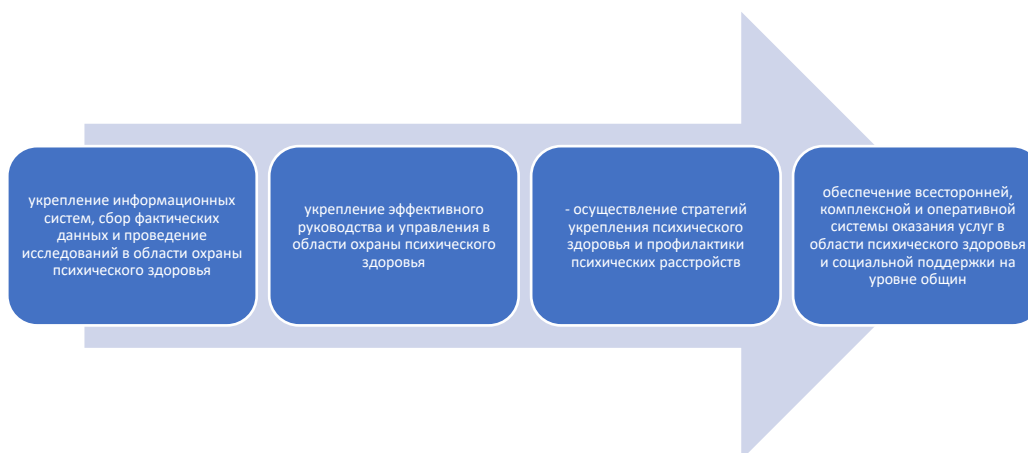 укрепление информационных
систем, сбор фактических
данных и проведение
исследований в области охраны
психического здоровья
укрепление эффективного
руководства и управления в
области охраны психического
здоровья
- осуществление стратегий
укрепления психического
здоровья и профилактики
психических расстройств
обеспечение всесторонней,
комплексной и оперативной
системы оказания услуг в
области психического здоровья
и социальной поддержки на
уровне общин